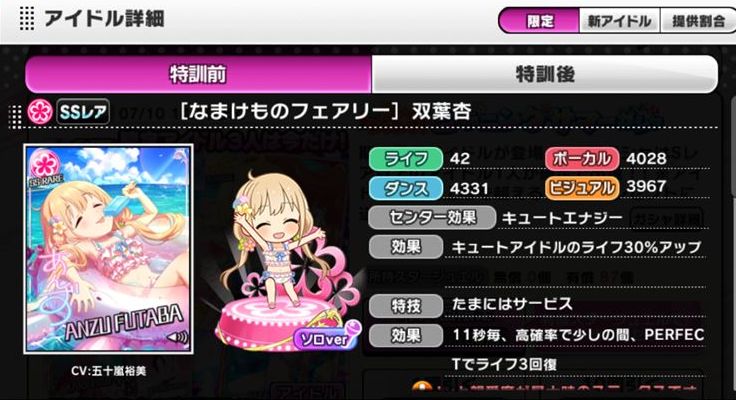 アイドル詳細
限定
新アイドル
提供割合
特訓前
特訓後
SSレア
[なまけものフェアリー] 双葉杏
SS RARE
あんず
ANZU FUTABA
CV:五十嵐裕美
ソロver
ライフ 42
ボーカル 4028
ダンス 4331
ビジュアル 3967
センター効果 キュートエナジー
効果 キュートアイドルのライフ30%アップ
特技 たまにはサービス
効果 11秒毎、高確率で少しの間、PERFEC
Tでライフ3回復